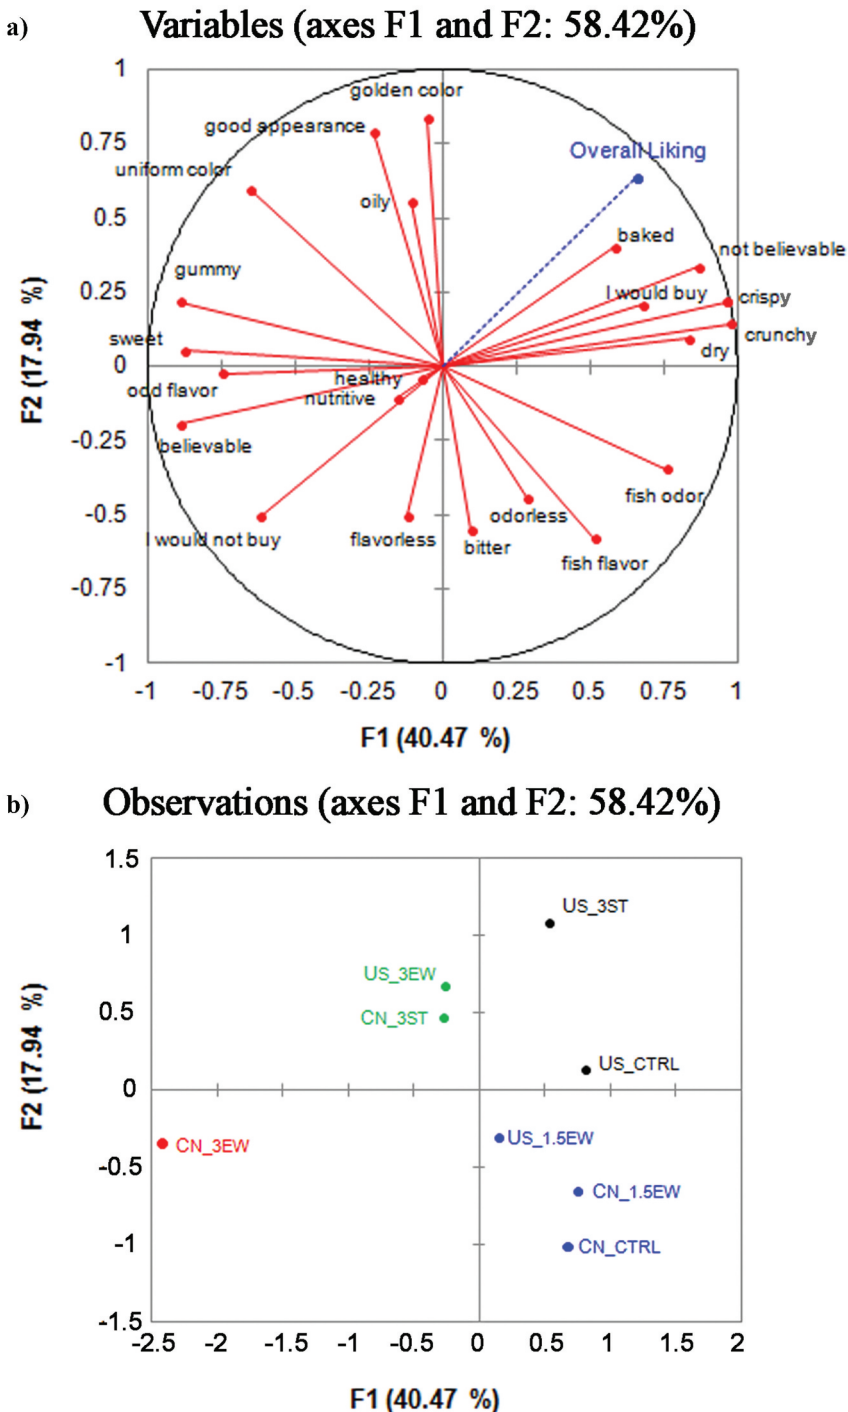 a) Variables (axes F1 and F2: 58.42%)
1
golden color
good appearance
0.75
Overall Liking
uniform color
oily
0.5
baked
not believable
gummy
0.25
I would buy
crispy
sweet
crunchy
0
dry
odd flavor
healthy
nutritive
believable
-0.25
fish odor
-0.5
odorless
I would not buy
flavorless
bitter
fish flavor
-0.75
-1
F2 (17.94 %)
-1 -0.75 -0.5 -0.25 0 0.25 0.5 0.75 1
F1 (40.47 %)
b) Observations (axes F1 and F2: 58.42%)
1.5
US_3ST
1
US_3EW
CN_3ST
0.5
US_CTRL
0
US_1.5EW
CN_3EW
-0.5
CN_1.5EW
-1
CN_CTRL
-1.5
F2 (17.94 %)
-2.5 -2 -1.5 -1 -0.5 0 0.5 1 1.5 2
F1 (40.47 %)